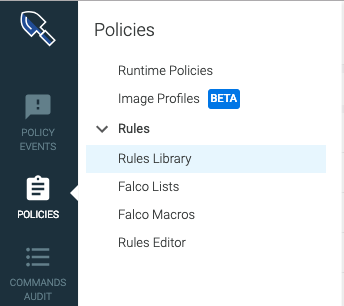 Policies
Runtime Policies
Image Profiles BETA
Rules
Rules Library
Falco Lists
Falco Macros
Rules Editor
POLICY
EVENTS
POLICIES
COMMANDS
AUDIT